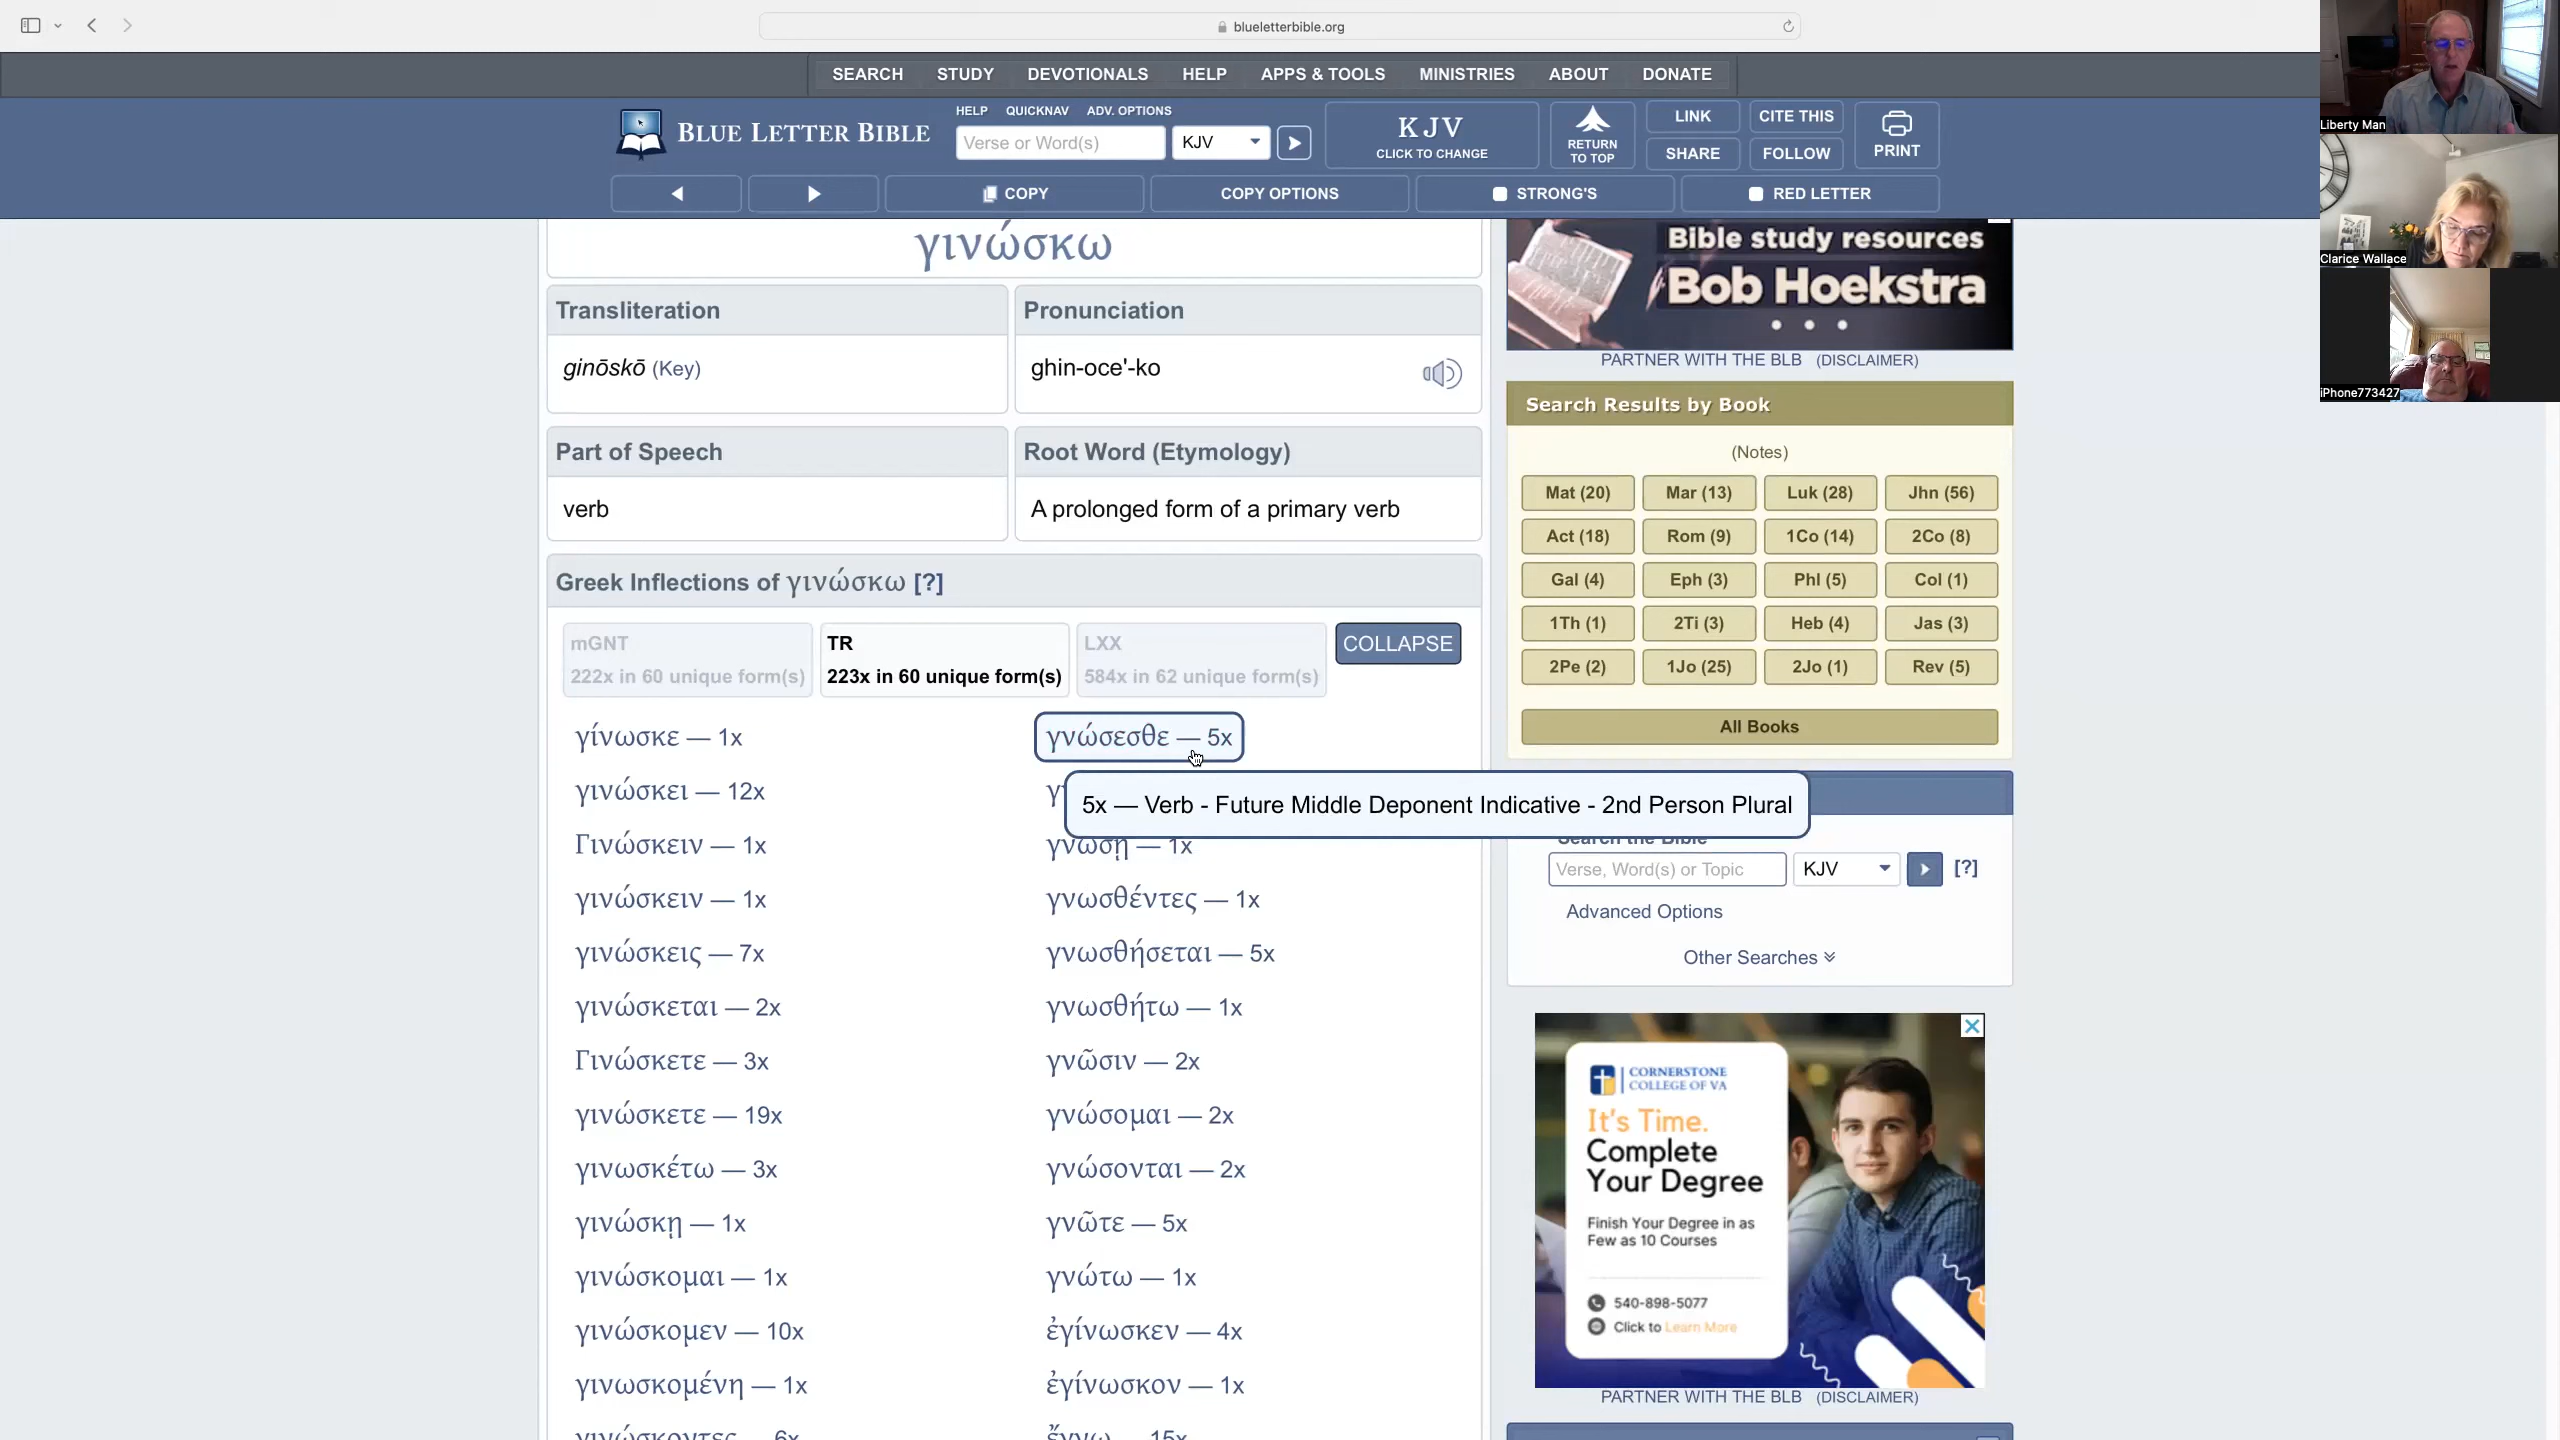 blueletterbible.org
SEARCH STUDY DEVOTIONALS HELP APPS & TOOLS MINISTRIES ABOUT DONATE
BLUE LETTER BIBLE
HELP QUICKNAV ADV. OPTIONS
Verse or Word(s) KJV
KJV
CLICK TO CHANGE
RETURN
TO TOP
LINK CITE THIS
SHARE FOLLOW
PRINT
COPY COPY OPTIONS STRONG'S RED LETTER
γινώσκω
Transliteration
ginōskō (Key)
Pronunciation
ghin-oce'-ko
Part of Speech
verb
Root Word (Etymology)
A prolonged form of a primary verb
Greek Inflections of γινώσκω [?]
mGNT
222x in 60 unique form(s)
TR
223x in 60 unique form(s)
LXX
584x in 62 unique form(s)
COLLAPSE
γίνωσκε — 1x
γινώσκει — 12x
Γινώσκειν — 1x
γινώσκειν — 1x
γινώσκεις — 7x
γινώσκεται — 2x
Γινώσκετε — 3x
γινώσκετε — 19x
γινωσκέτω — 3x
γινώσκῃ — 1x
γινώσκομαι — 1x
γινώσκομεν — 10x
γινωσκομένη — 1x
γινώσκοντες — 6x
γνώσεσθε — 5x
5x — Verb - Future Middle Deponent Indicative - 2nd Person Plural
γνώσῃ — 1x
γνωσθέντες — 1x
γνωσθήσεται — 5x
γνωσθήτω — 1x
γνῶσιν — 2x
γνώσομαι — 2x
γνώσονται — 2x
γνῶτε — 5x
γνώτω — 1x
ἐγίνωσκεν — 4x
ἐγίνωσκον — 1x
ἔγνω — 15x
Bible study resources
Bob Hoekstra
PARTNER WITH THE BLB (DISCLAIMER)
Search Results by Book
(Notes)
Mat (20) Mar (13) Luk (28) Jhn (56)
Act (18) Rom (9) 1Co (14) 2Co (8)
Gal (4) Eph (3) Phl (5) Col (1)
1Th (1) 2Ti (3) Heb (4) Jas (3)
2Pe (2) 1Jo (25) 2Jo (1) Rev (5)
All Books
Search the Bible
Verse, Word(s) or Topic KJV [?]
Advanced Options
Other Searches
CORNERSTONE
COLLEGE OF VA
It's Time.
Complete
Your Degree
Finish Your Degree in as
Few as 10 Courses
540-898-5077
Click to Learn More
PARTNER WITH THE BLB (DISCLAIMER)
Liberty Man
Clarice Wallace
iPhone773427